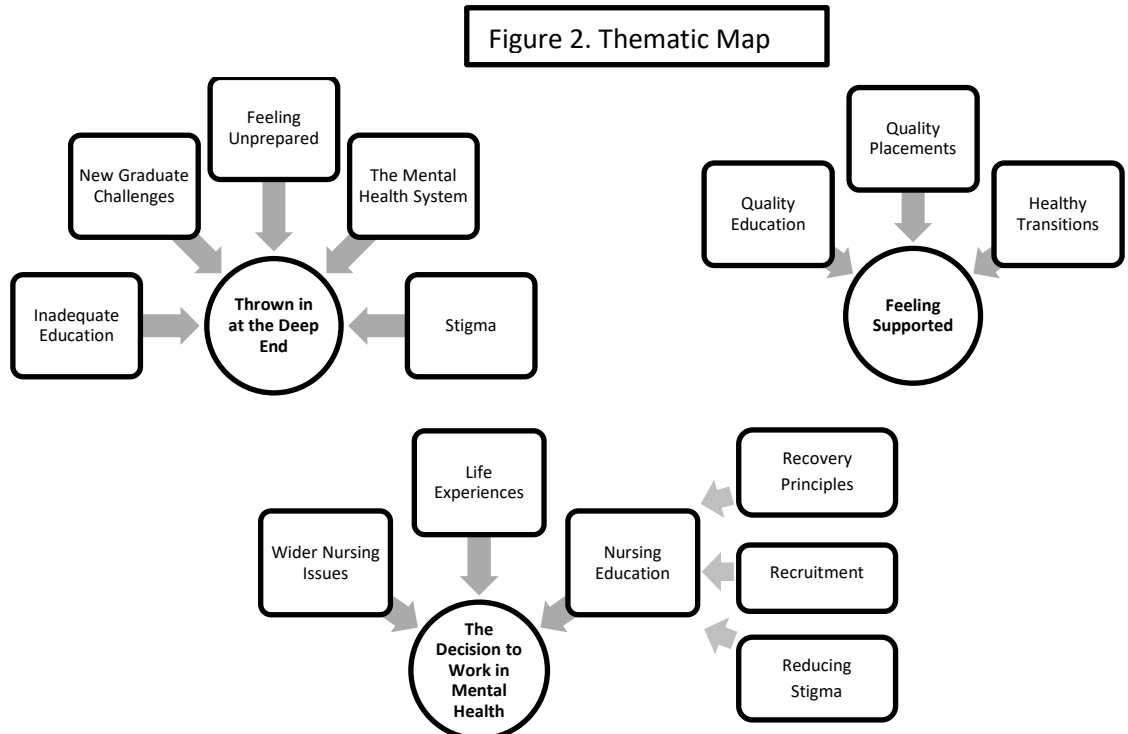 Figure 2. Thematic Map
Feeling
Unprepared
New Graduate
Challenges
The Mental
Health System
Inadequate
Education
Thrown in
at the Deep
End
Stigma
Quality
Placements
Quality
Education
Healthy
Transitions
Feeling
Supported
Life
Experiences
Wider Nursing
Issues
Nursing
Education
The
Decision to
Work in
Mental
Health
Recovery
Principles
Recruitment
Reducing
Stigma